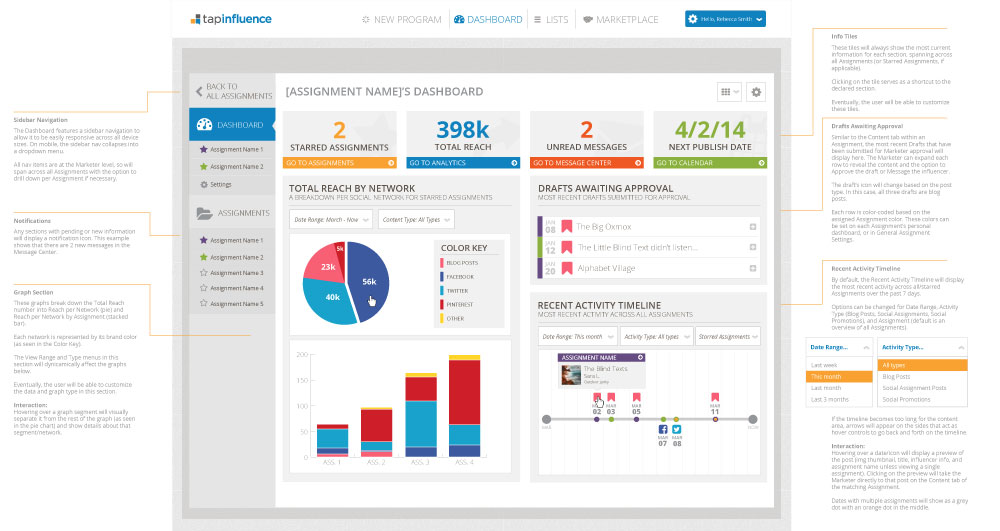 tapinfluence
NEW PROGRAM
DASHBOARD
LISTS
MARKETPLACE
Hello, Rebecca Smith
BACK TO
ALL ASSIGNMENTS
DASHBOARD
Assignment Name 1
Assignment Name 2
Settings
ASSIGNMENTS
Assignment Name 1
Assignment Name 2
Assignment Name 3
Assignment Name 4
Assignment Name 5
[ASSIGNMENT NAME]'S DASHBOARD
2
STARRED ASSIGNMENTS
GO TO ASSIGNMENTS
398k
TOTAL REACH
GO TO ANALYTICS
2
UNREAD MESSAGES
GO TO MESSAGE CENTER
4/2/14
NEXT PUBLISH DATE
GO TO CALENDAR
TOTAL REACH BY NETWORK
A BREAKDOWN PER SOCIAL NETWORK FOR STARRED ASSIGNMENTS
Date Range: March - Now
Content Type: All Types
5k
23k
56k
40k
COLOR KEY
BLOG POSTS
FACEBOOK
TWITTER
PINTEREST
OTHER
200
150
100
50
0
ASS. 1
ASS. 2
ASS. 3
ASS. 4
DRAFTS AWAITING APPROVAL
MOST RECENT DRAFTS SUBMITTED FOR APPROVAL
JAN
08
The Big Oxmox
JAN
12
The Little Blind Text didn't listen...
JAN
20
Alphabet Village
RECENT ACTIVITY TIMELINE
MOST RECENT ACTIVITY ACROSS ALL ASSIGNMENTS
Date Range: This month
Activity Type: All types
Starred Assignments
ASSIGNMENT NAME
The Blind Texts
MAR
02
MAR
03
MAR
05
MAR
11
MAR
07
MAR
08
Sidebar Navigation
The Dashboard features a sidebar navigation to
allow it to be easily responsive across all device
sizes. On mobile, the sidebar nav collapses into
a dropdown menu.
All nav items are at the Marketer level, so will
span across all Assignments with the option to
drill down per Assignment if necessary.
Notifications
Any sections with pending or new information
will display a notification icon. This example
shows that there are 2 new messages in the
Message Center.
Graph Section
These graphs break down the Total Reach
number into Reach per Network (pie) and
Reach per Network by Assignment (stacked
bar).
Each network is represented by its brand color
(as seen in the Color Key).
The View Range and Type menus in this
section will dynamically affect the graphs
below.
Eventually, the user will be able to customize
the data and graph type in this section.
Interaction:
Hovering over a graph segment will visually
separate it from the rest of the graph (as seen
in the pie chart) and show details about that
segment/network.
Info Tiles
These tiles will always show the most current
information for each section, spanning across
all Assignments (or Starred Assignments, if
applicable).
Clicking on the tile serves as a shortcut to the
declared section.
Eventually, the user will be able to customize
these tiles.
Drafts Awaiting Approval
Similar to the Content tab within an
Assignment, the most recent Drafts that have
been submitted for Marketer approval will
display here. The Marketer can expand each
row to reveal the content and the option to
Approve the draft or Message the influencer.
The draft's icon will change based on the post
type. In this case, all three drafts are blog
posts.
Each row is color-coded based on the
assigned Assignment color. These colors can
be set on each Assignment's personal
dashboard, or in General Assignment
Settings.
Recent Activity Timeline
By default, the Recent Activity Timeline will display
the most recent activity across all/starred
Assignments over the past 7 days.
Options can be changed for Date Range, Activity
Type (Blog Posts, Social Assignments, Social
Promotions), and Assignment (default is an
overview of all Assignments).
Date Range...
Last week
This month
Last month
Last 3 months
Activity Type...
All types
Blog Posts
Social Assignment Posts
Social Promotions
If the timeline becomes too long for the content
area, arrows will appear on the sides that act as
hover controls to go back and forth on the timeline.
Interaction:
Hovering over a date/icon will display a preview of
the post (img thumbnail, title, influencer info, and
assignment name unless viewing a single
assignment). Clicking on the preview will take the
Marketer directly to that post on the Content tab of
the matching Assignment.
Dates with multiple assignments will show as a grey
dot with an orange dot in the middle.